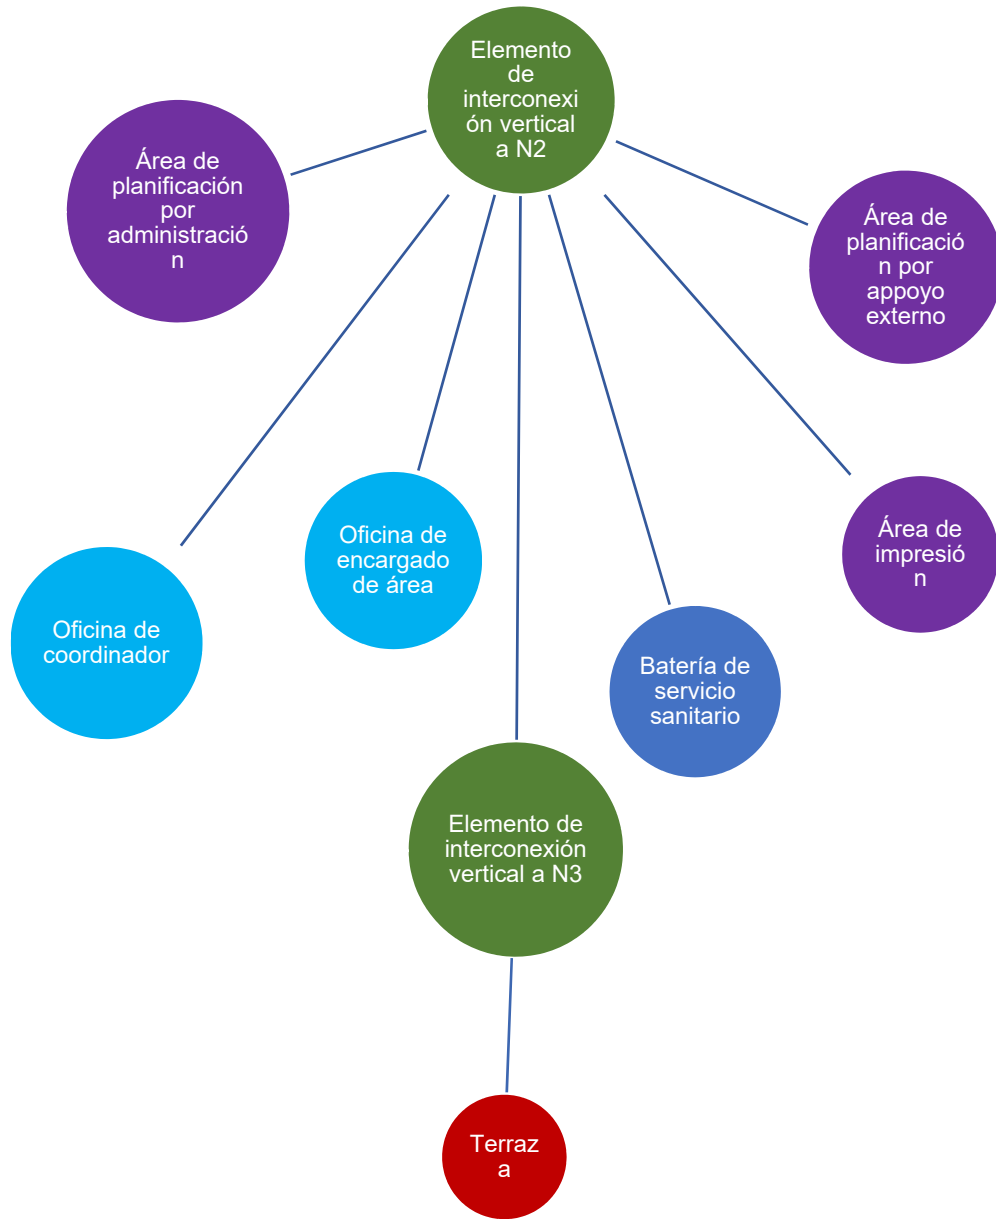 Elemento
de
interconexi
ón vertical
a N2
Área de
planificación
por
administració
n
Área de
planificació
n por
appoyo
externo
Oficina de
encargado
de área
Área de
impresió
n
Oficina de
coordinador
Batería de
servicio
sanitario
Elemento de
interconexión
vertical a N3
Terraz
a